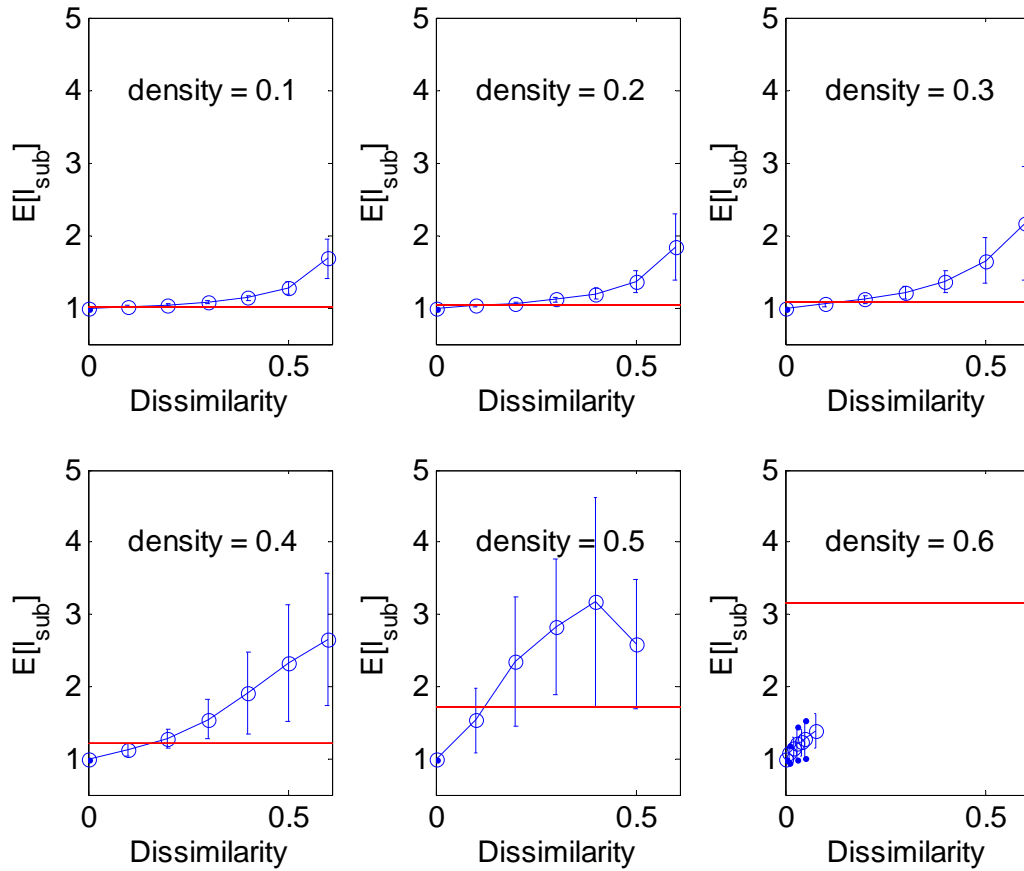 5
4
3
2
1
E[I_sub]
density = 0.1
0
0.5
Dissimilarity
5
4
3
2
1
E[I_sub]
density = 0.2
0
0.5
Dissimilarity
5
4
3
2
1
E[I_sub]
density = 0.3
0
0.5
Dissimilarity
5
4
3
2
1
E[I_sub]
density = 0.4
0
0.5
Dissimilarity
5
4
3
2
1
E[I_sub]
density = 0.5
0
0.5
Dissimilarity
5
4
3
2
1
E[I_sub]
density = 0.6
0
0.5
Dissimilarity